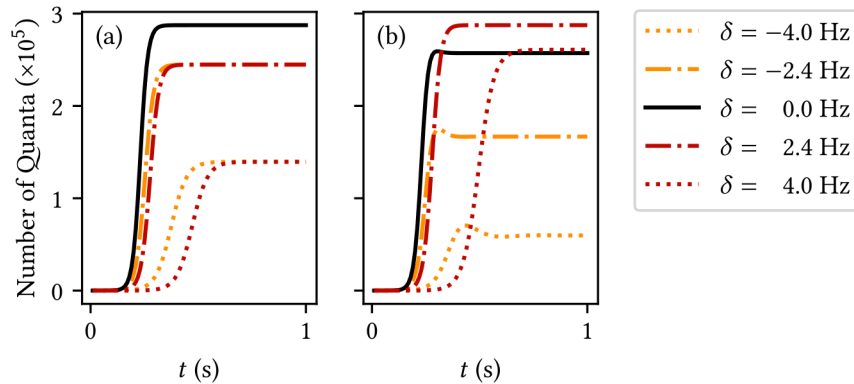 Number of Quanta (×10⁵)
3
2
1
0
(a)
0
1
t (s)
(b)
0
1
t (s)
δ = −4.0 Hz
δ = −2.4 Hz
δ = 0.0 Hz
δ = 2.4 Hz
δ = 4.0 Hz